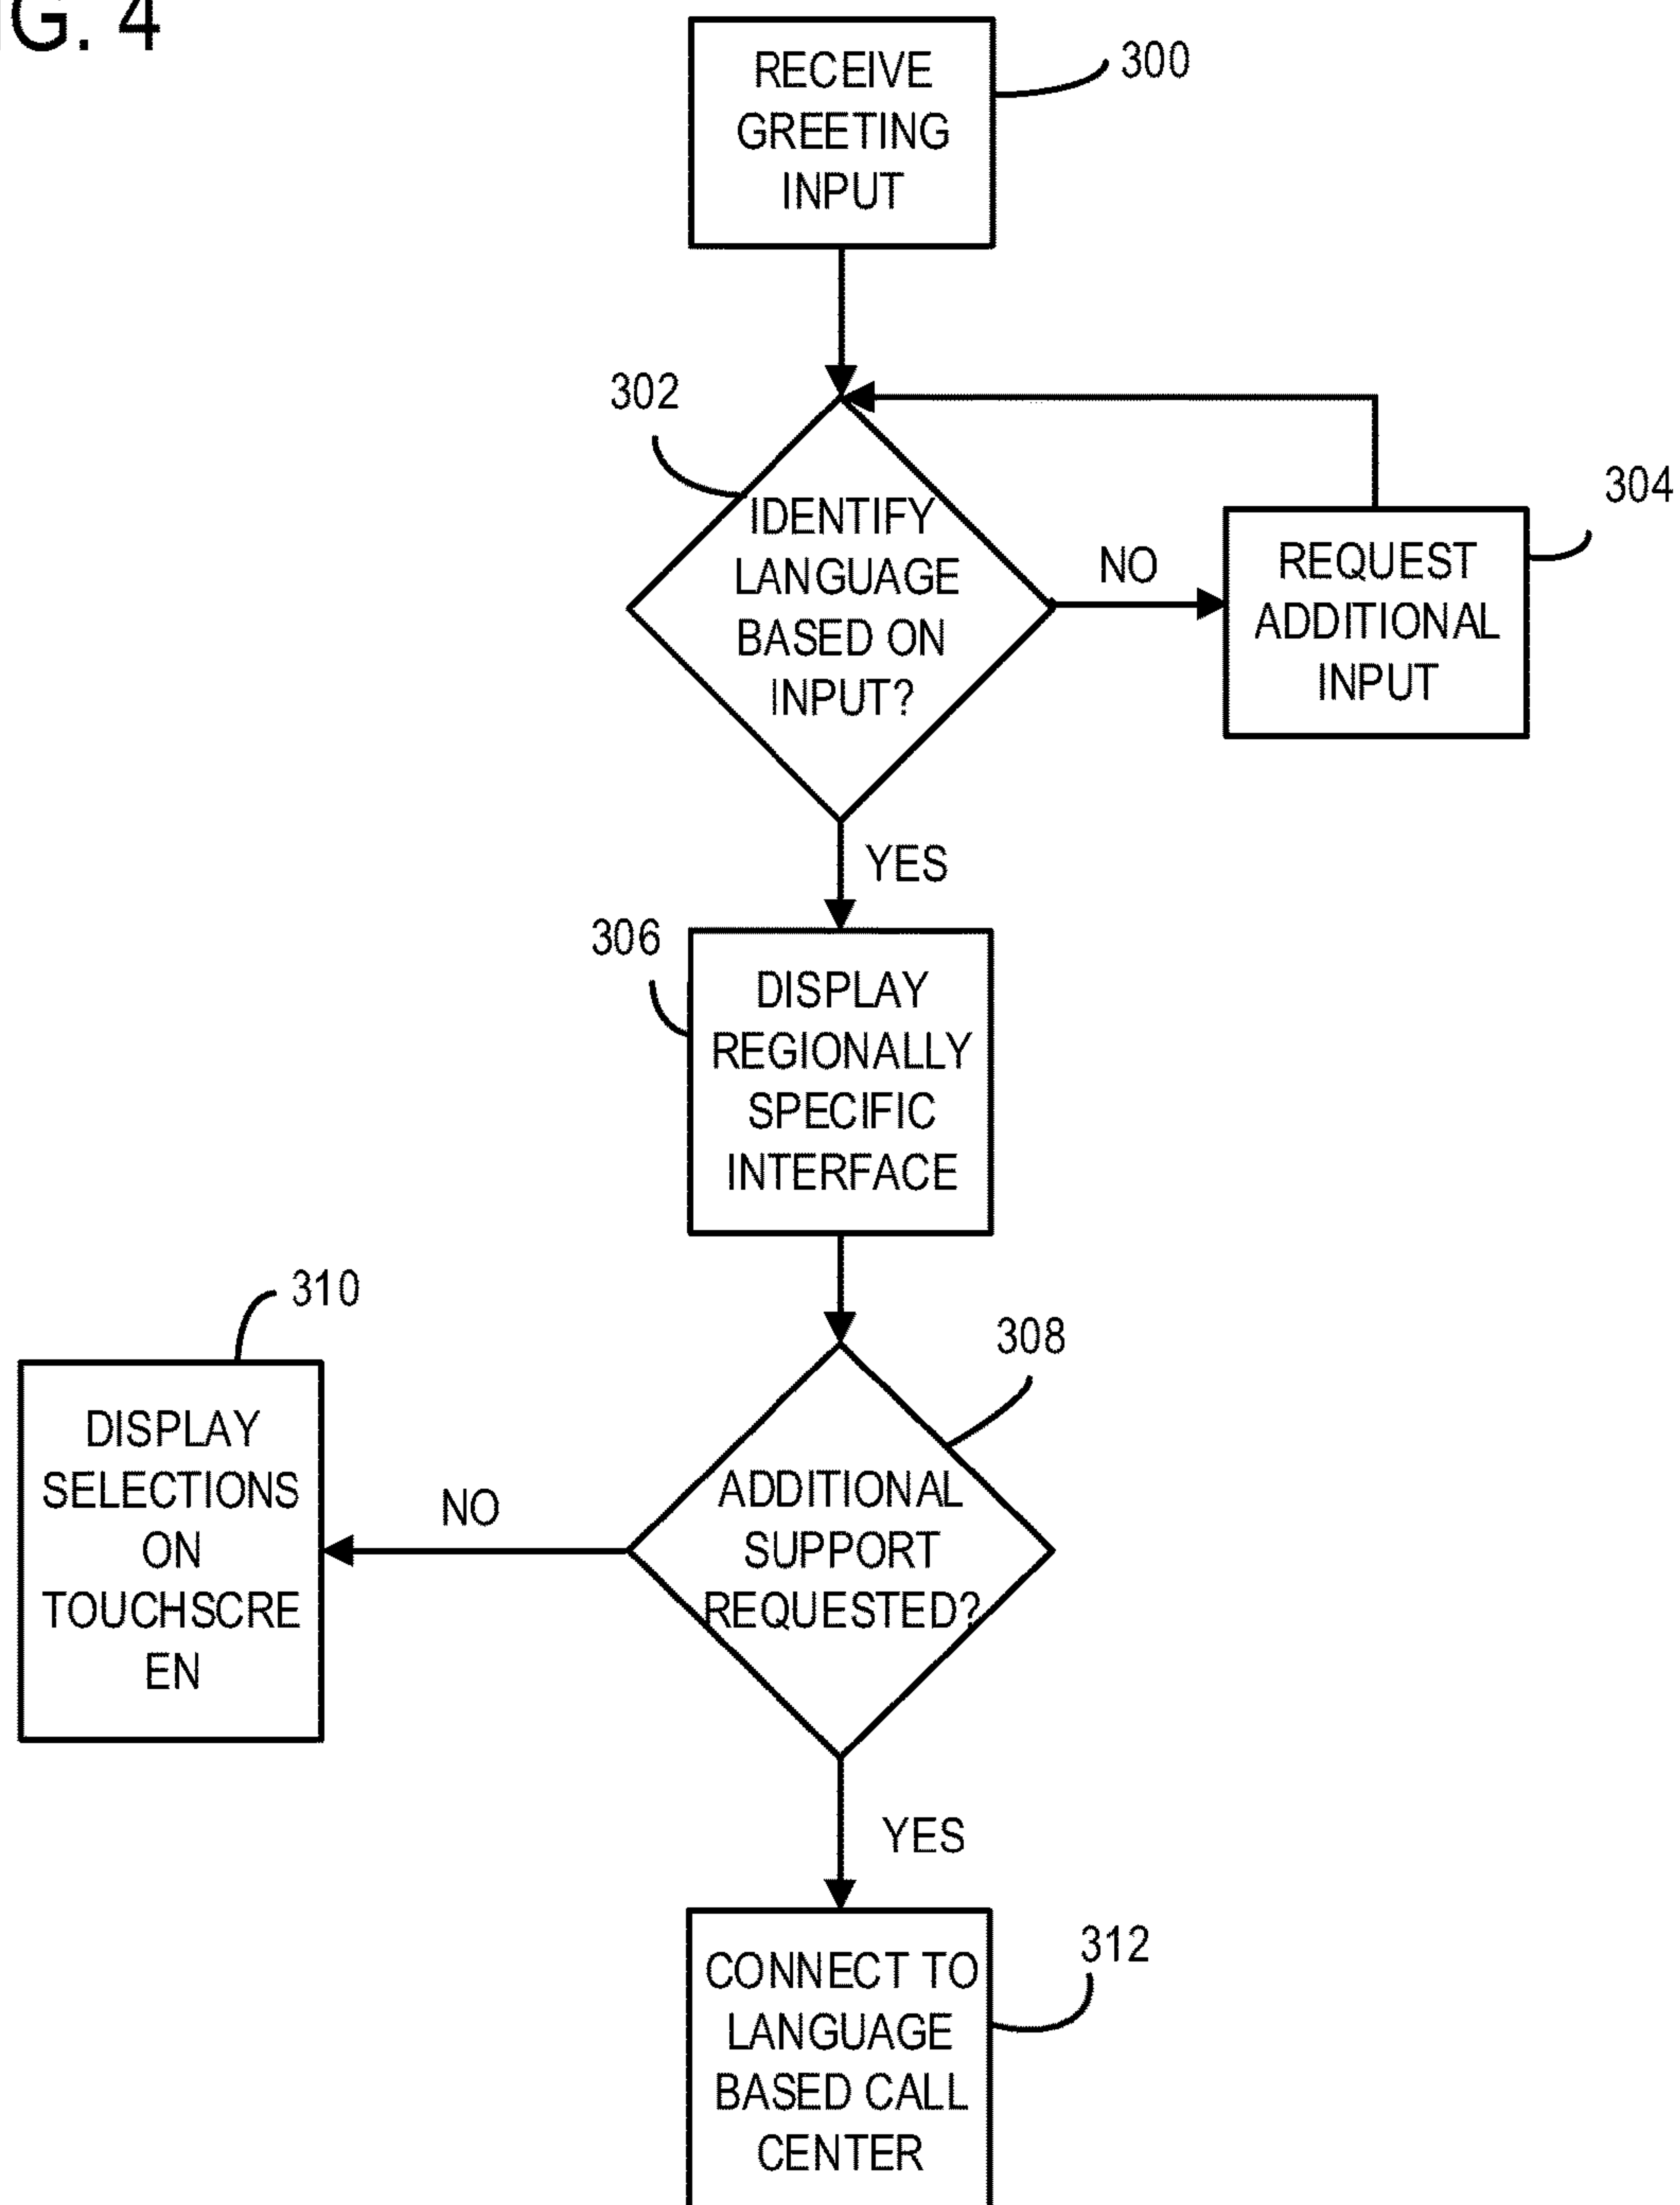 G. 4
RECEIVE
GREETING
INPUT
300
302
IDENTIFY
LANGUAGE
BASED ON
INPUT?
NO
304
REQUEST
ADDITIONAL
INPUT
YES
306
DISPLAY
REGIONALLY
SPECIFIC
INTERFACE
308
ADDITIONAL
SUPPORT
REQUESTED?
NO
310
DISPLAY
SELECTIONS
ON
TOUCHSCRE
EN
YES
312
CONNECT TO
LANGUAGE
BASED CALL
CENTER